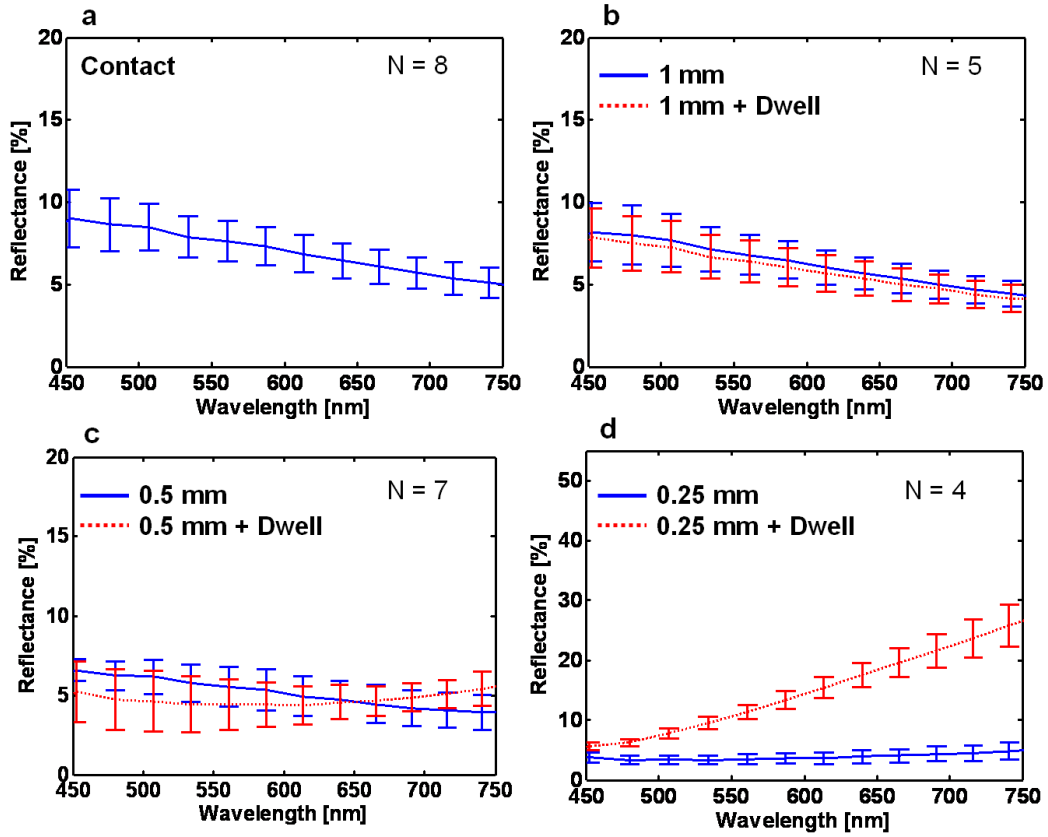 a
20
15
10
5
0
Reflectance [%]
Contact
N = 8
450 500 550 600 650 700 750
Wavelength [nm]
b
20
15
10
5
0
Reflectance [%]
1 mm
1 mm + Dwell
N = 5
450 500 550 600 650 700 750
Wavelength [nm]
c
20
15
10
5
0
Reflectance [%]
0.5 mm
0.5 mm + Dwell
N = 7
450 500 550 600 650 700 750
Wavelength [nm]
d
50
40
30
20
10
0
Reflectance [%]
0.25 mm
0.25 mm + Dwell
N = 4
450 500 550 600 650 700 750
Wavelength [nm]